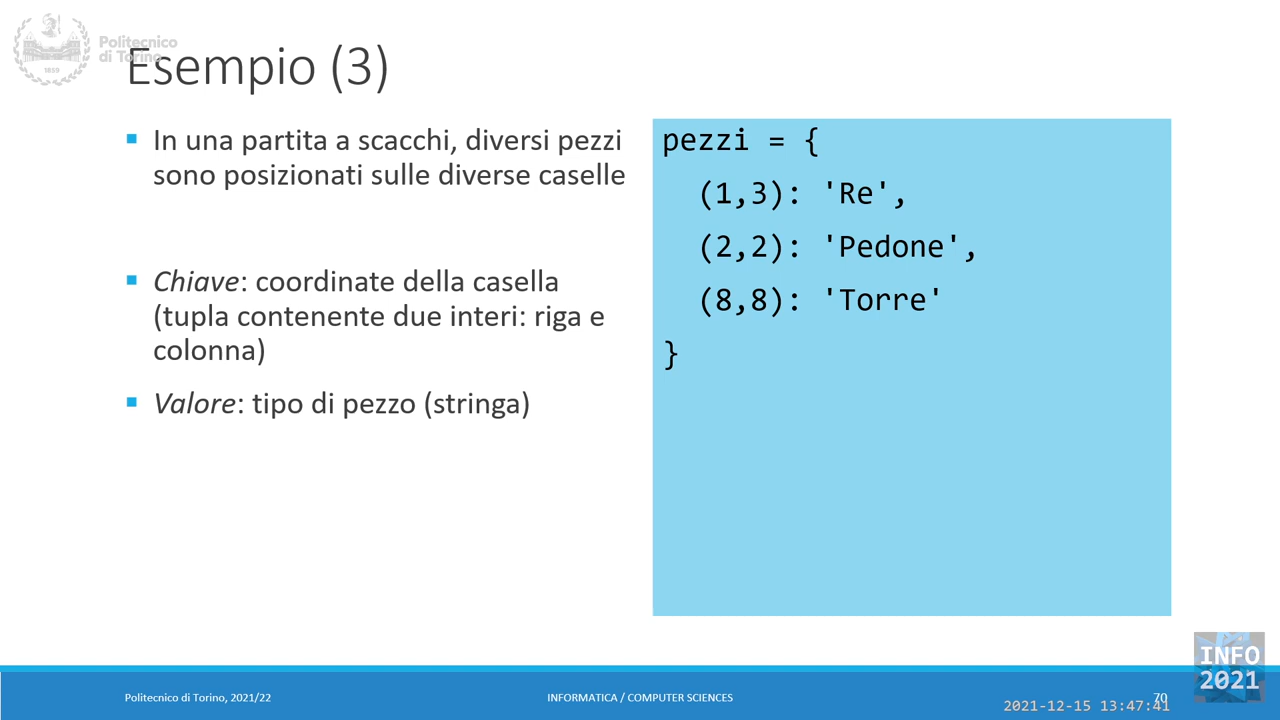 Politecnico
di Torino
1859
Esempio (3)
▪ In una partita a scacchi, diversi pezzi
sono posizionati sulle diverse caselle
▪ Chiave: coordinate della casella
(tupla contenente due interi: riga e
colonna)
▪ Valore: tipo di pezzo (stringa)
pezzi = {
(1,3): 'Re',
(2,2): 'Pedone',
(8,8): 'Torre'
}
Politecnico di Torino, 2021/22
INFORMATICA / COMPUTER SCIENCES
70
2021-12-15 13:47:41
INFO
2021